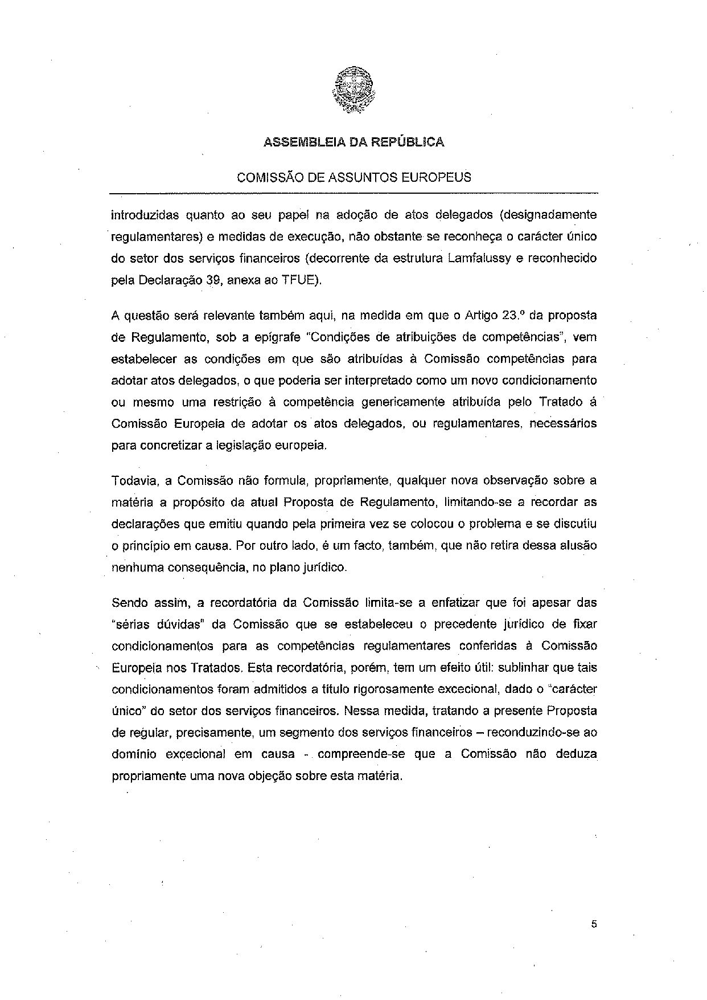 ASSEMBLEIA DA REPÚBLICA
COMISSÃO DE ASSUNTOS EUROPEUS
introduzidas quanto ao seu papel na adoção de atos delegados (designadamente
regulamentares) e medidas de execução, não obstante se reconheça o carácter único
do setor dos serviços financeiros (decorrente da estrutura Lamfalussy e reconhecido
pela Declaração 39, anexa ao TFUE).
A questão será relevante também aqui, na medida em que o Artigo 23.º da proposta
de Regulamento, sob a epígrafe "Condições de atribuições de competências", vem
estabelecer as condições em que são atribuídas à Comissão competências para
adotar atos delegados, o que poderia ser interpretado como um novo condicionamento
ou mesmo uma restrição à competência genericamente atribuída pelo Tratado á
Comissão Europeia de adotar os atos delegados, ou regulamentares, necessários
para concretizar a legislação europeia.
Todavia, a Comissão não formula, propriamente, qualquer nova observação sobre a
matéria a propósito da atual Proposta de Regulamento, limitando-se a recordar as
declarações que emitiu quando pela primeira vez se colocou o problema e se discutiu
o princípio em causa. Por outro lado, é um facto, também, que não retira dessa alusão
nenhuma consequência, no plano jurídico.
Sendo assim, a recordatória da Comissão limita-se a enfatizar que foi apesar das
"sérias dúvidas" da Comissão que se estabeleceu o precedente jurídico de fixar
condicionamentos para as competências regulamentares conferidas à Comissão
Europeia nos Tratados. Esta recordatória, porém, tem um efeito útil: sublinhar que tais
condicionamentos foram admitidos a título rigorosamente excecional, dado o "carácter
único" do setor dos serviços financeiros. Nessa medida, tratando a presente Proposta
de regular, precisamente, um segmento dos serviços financeiros – reconduzindo-se ao
domínio excecional em causa - compreende-se que a Comissão não deduza
propriamente uma nova objeção sobre esta matéria.
5